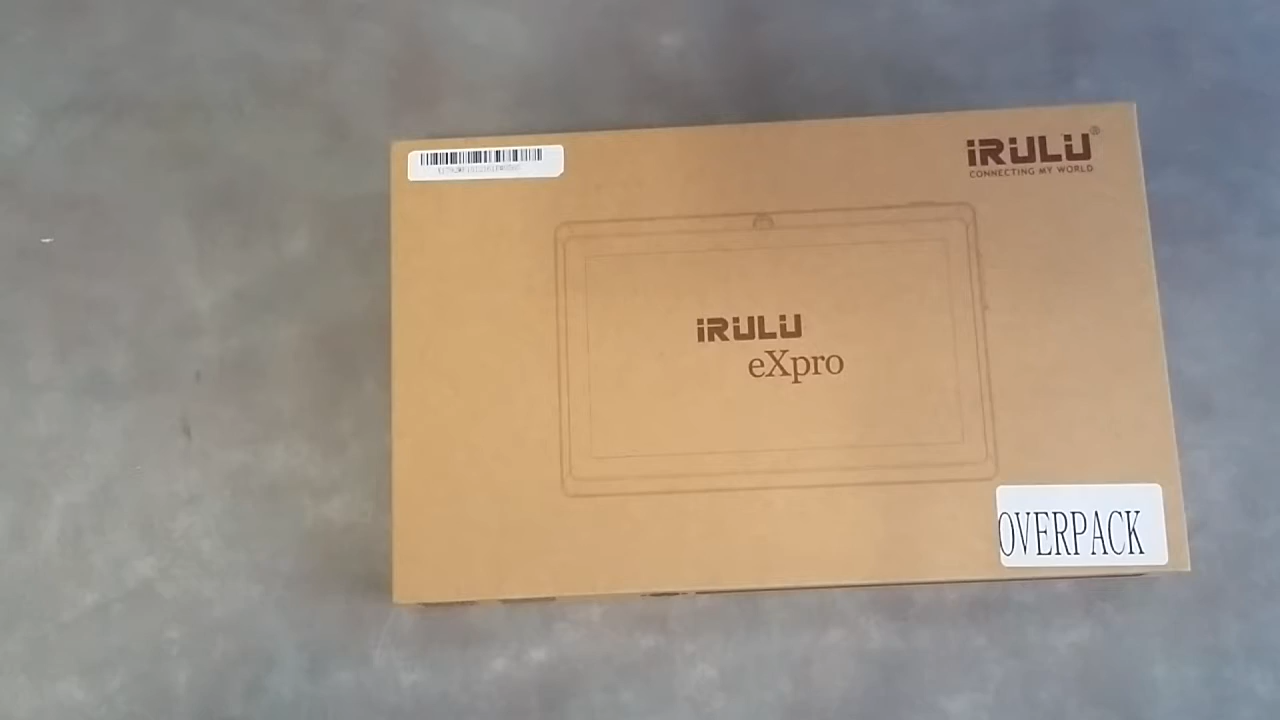 iRULU®
CONNECTING MY WORLD
iRULU
eXpro
OVERPACK